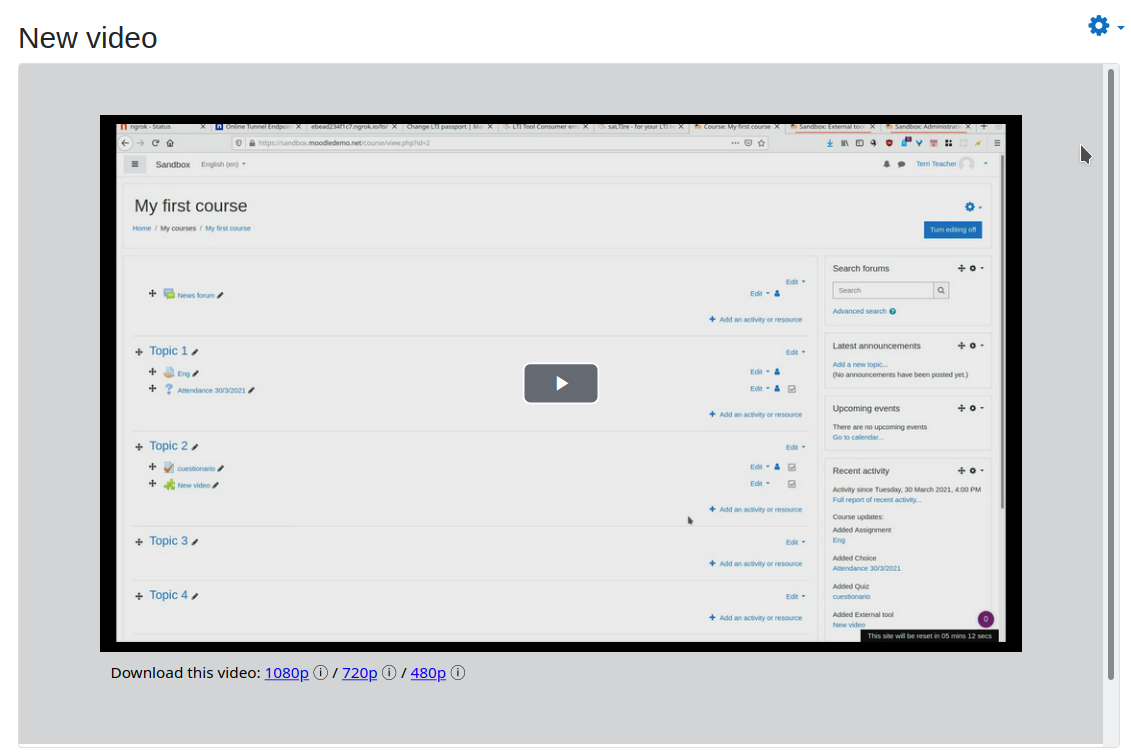 New video
ngrok - Status
Online Tunnel Endpoin
ebead234f1c7.ngrok.io/lti/
Change LTI passport | Mar
LTI Tool Consumer em
saLTIre - for your LTI t
Course: My first course
Sandbox: External tool
Sandbox: Administratic
https://sandbox.moodledemo.net/course/view.php?id=2
Sandbox English (en)
Terri Teacher
My first course
Home / My courses / My first course
Turn editing off
News forum
Edit
Edit
Add an activity or resource
Topic 1
Edit
Eng
Edit
Attendance 30/3/2021
Edit
Add an activity or resource
Topic 2
Edit
cuestionario
Edit
New video
Edit
Add an activity or resource
Topic 3
Edit
Add an activity or resource
Topic 4
Edit
Add an activity or resource
Search forums
Search
Advanced search
Latest announcements
Add a new topic...
(No announcements have been posted yet.)
Upcoming events
There are no upcoming events
Go to calendar...
Recent activity
Activity since Tuesday, 30 March 2021, 4:00 PM
Full report of recent activity...
Course updates:
Added Assignment
Eng
Added Choice
Attendance 30/3/2021
Added Quiz
cuestionario
Added External tool
New video
0
This site will be reset in 05 mins 12 secs
Download this video: 1080p / 720p / 480p